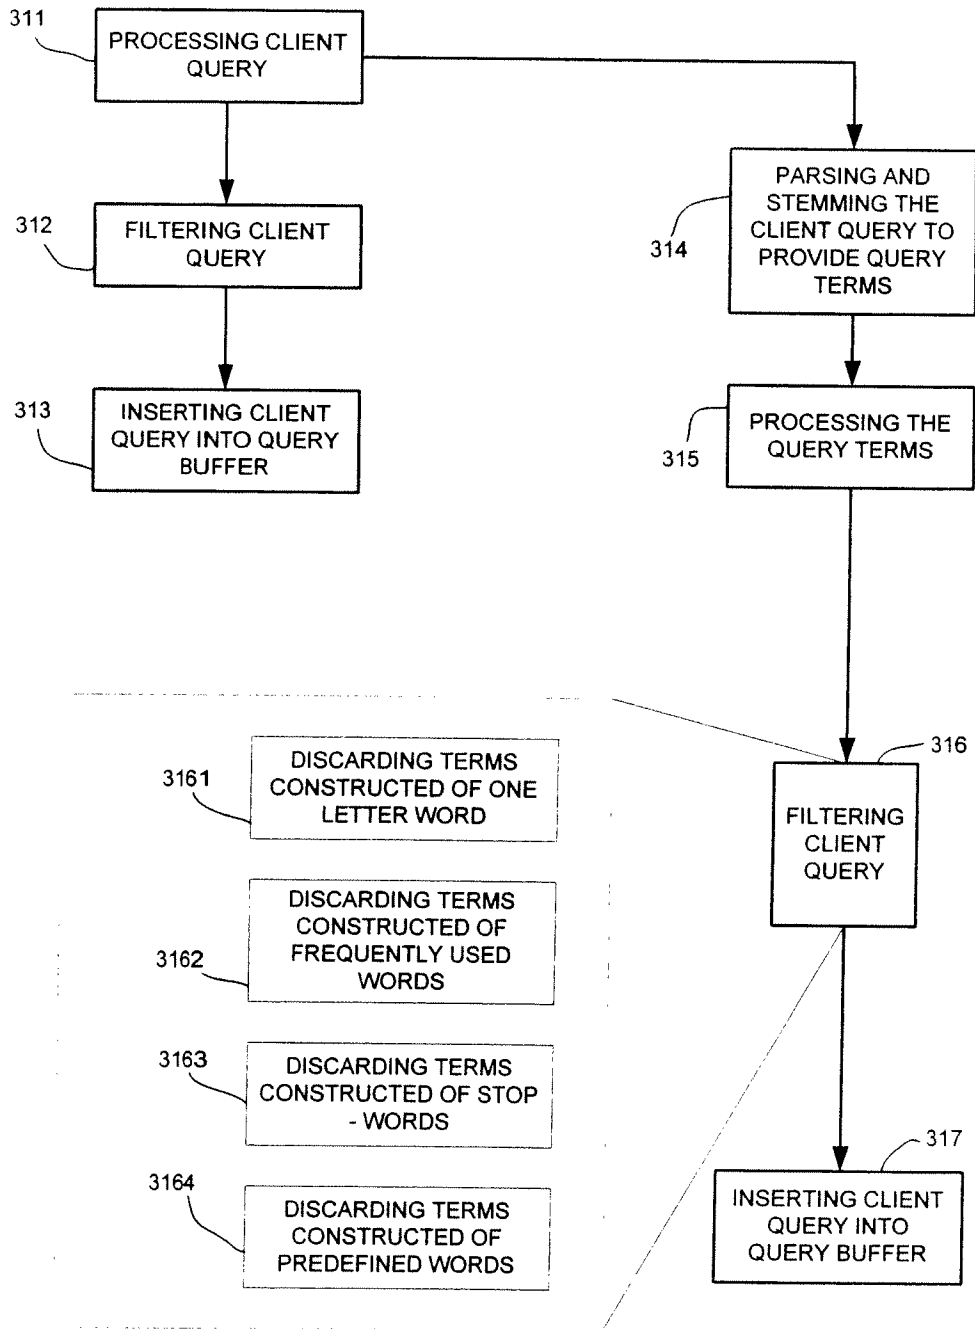 311
PROCESSING CLIENT
QUERY
312
FILTERING CLIENT
QUERY
313
INSERTING CLIENT
QUERY INTO QUERY
BUFFER
314
PARSING AND
STEMMING THE
CLIENT QUERY TO
PROVIDE QUERY
TERMS
315
PROCESSING THE
QUERY TERMS
316
FILTERING
CLIENT
QUERY
3161
DISCARDING TERMS
CONSTRUCTED OF ONE
LETTER WORD
3162
DISCARDING TERMS
CONSTRUCTED OF
FREQUENTLY USED
WORDS
3163
DISCARDING TERMS
CONSTRUCTED OF STOP
- WORDS
3164
DISCARDING TERMS
CONSTRUCTED OF
PREDEFINED WORDS
317
INSERTING CLIENT
QUERY INTO
QUERY BUFFER